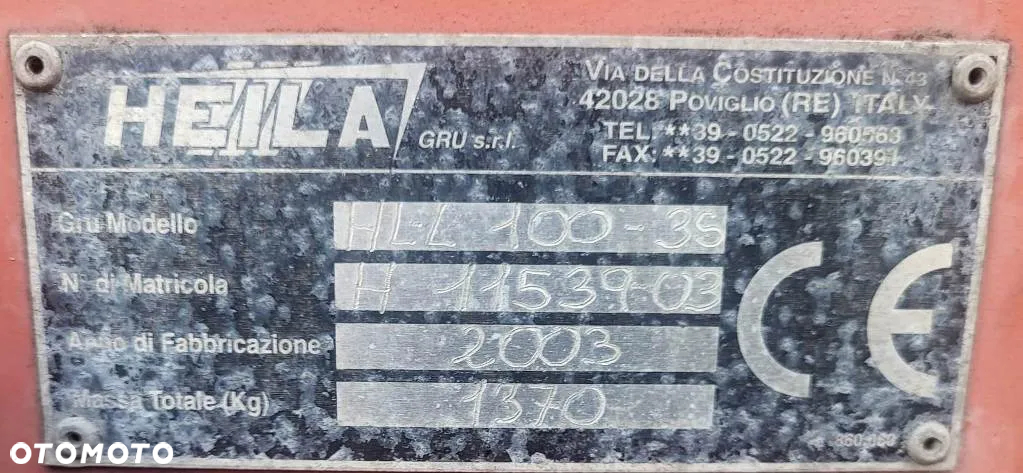 HEILA
GRU s.r.l.
VIA DELLA COSTITUZIONE N. 43
42028 POVIGLIO (RE) ITALY
TEL: **39 - 0522 - 960563
FAX: **39 - 0522 - 960391
Gru Modello HL-L 100-3S
N° di Matricola H 11539-03
Anno di Fabbricazione 2003
Massa Totale (Kg) 1370
CE
OTOMOTO